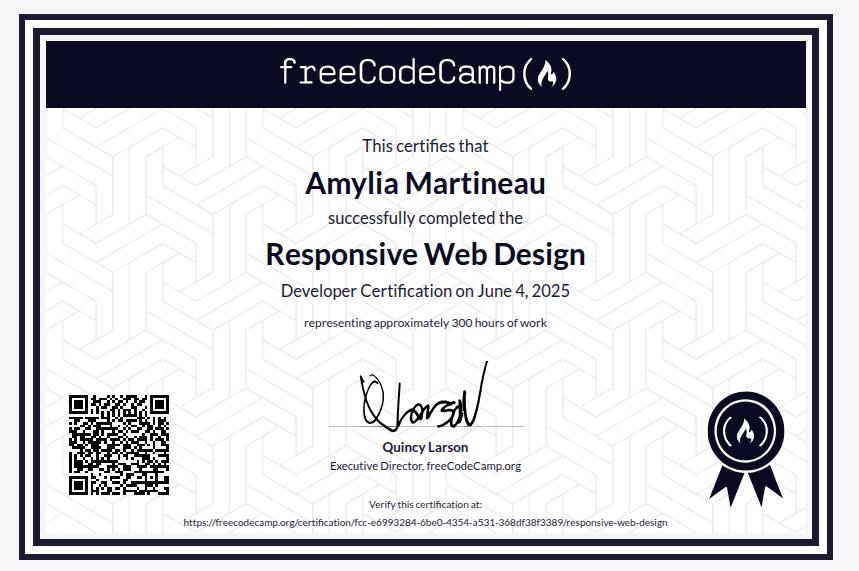 freeCodeCamp
This certifies that
Amylia Martineau
successfully completed the
Responsive Web Design
Developer Certification on June 4, 2025
representing approximately 300 hours of work
Quincy Larson
Executive Director, freeCodeCamp.org
Verify this certification at:
https://freecodecamp.org/certification/fcc-e6993284-6be0-4354-a531-368df38f3389/responsive-web-design